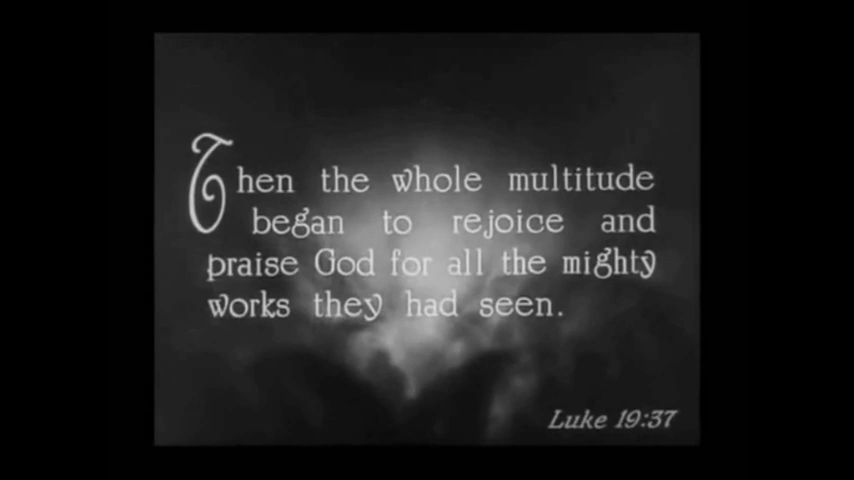 Then the whole multitude
began to rejoice and
praise God for all the mighty
works they had seen.
Luke 19:37